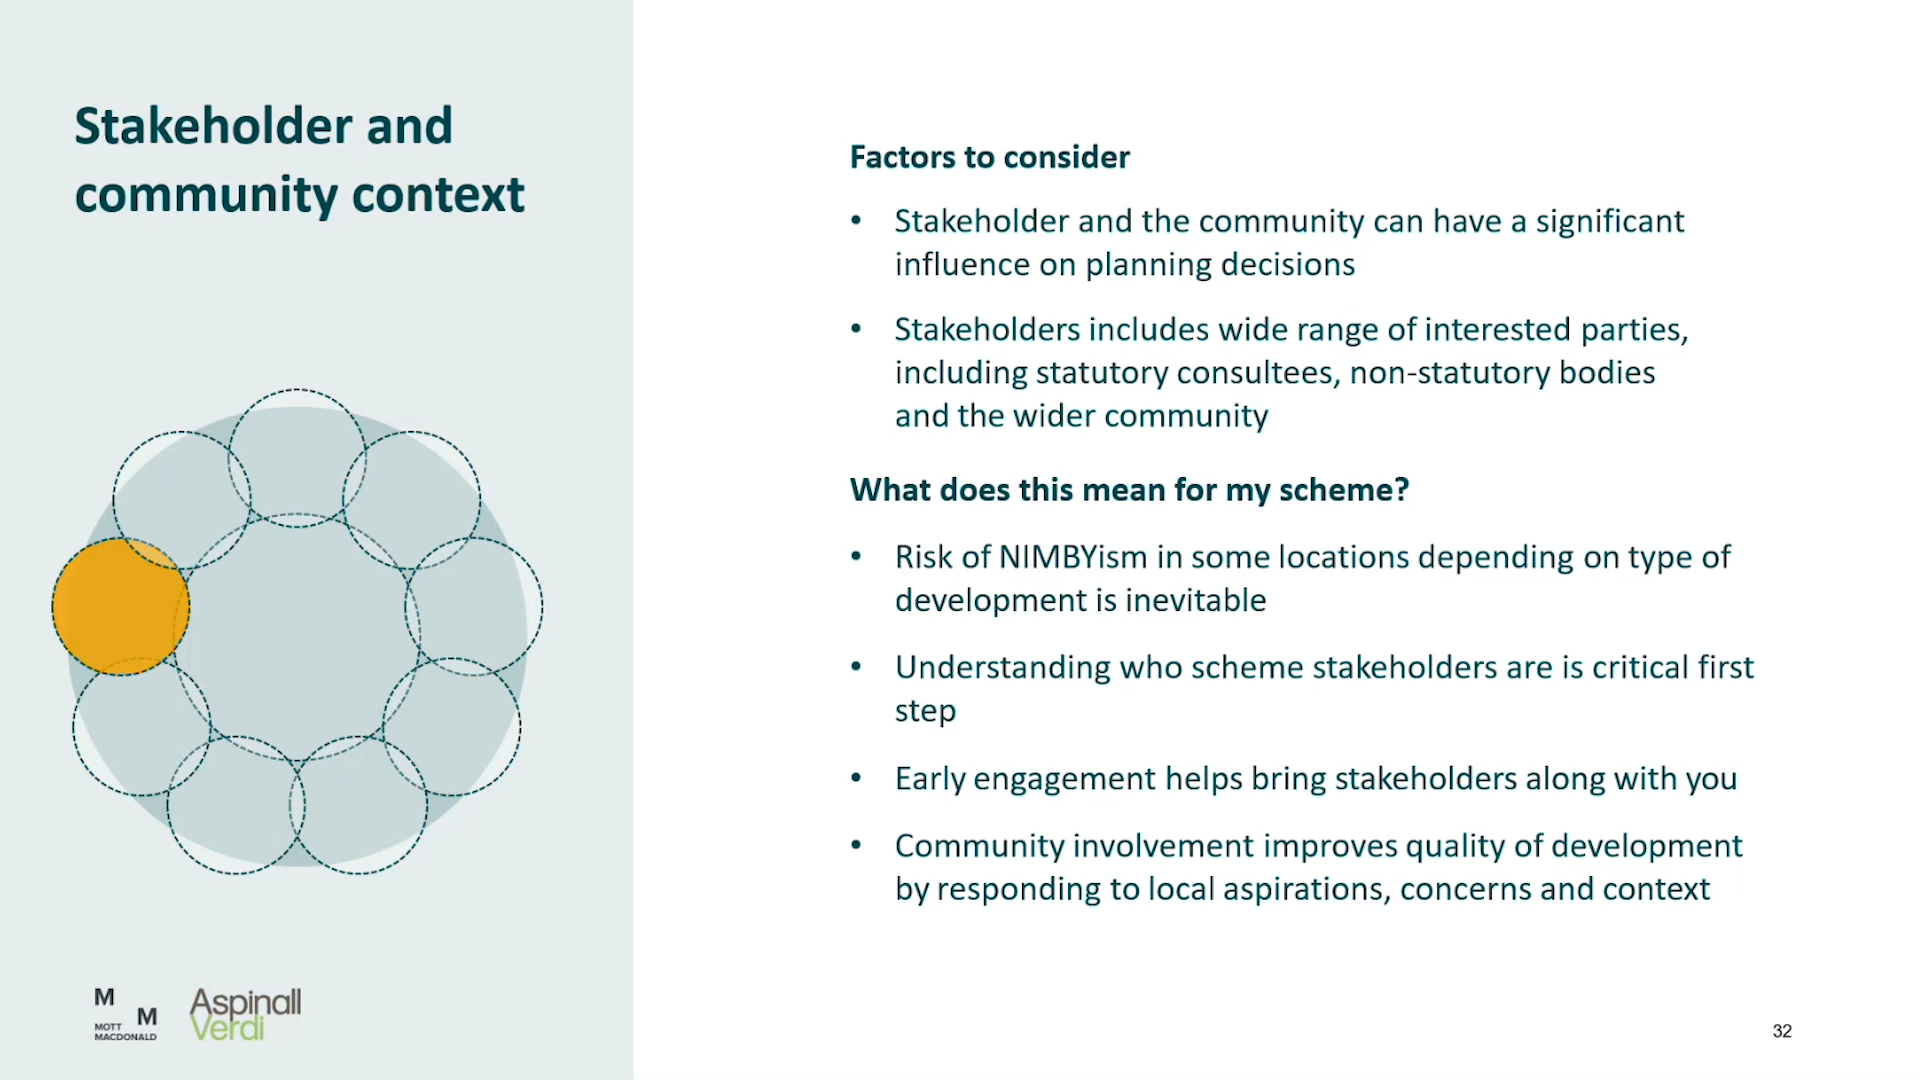 Stakeholder and
community context
Factors to consider
• Stakeholder and the community can have a significant
influence on planning decisions
• Stakeholders includes wide range of interested parties,
including statutory consultees, non-statutory bodies
and the wider community
What does this mean for my scheme?
• Risk of NIMBYism in some locations depending on type of
development is inevitable
• Understanding who scheme stakeholders are is critical first
step
• Early engagement helps bring stakeholders along with you
• Community involvement improves quality of development
by responding to local aspirations, concerns and context
M
M
MOTT
MACDONALD
Aspinall
Verdi
32